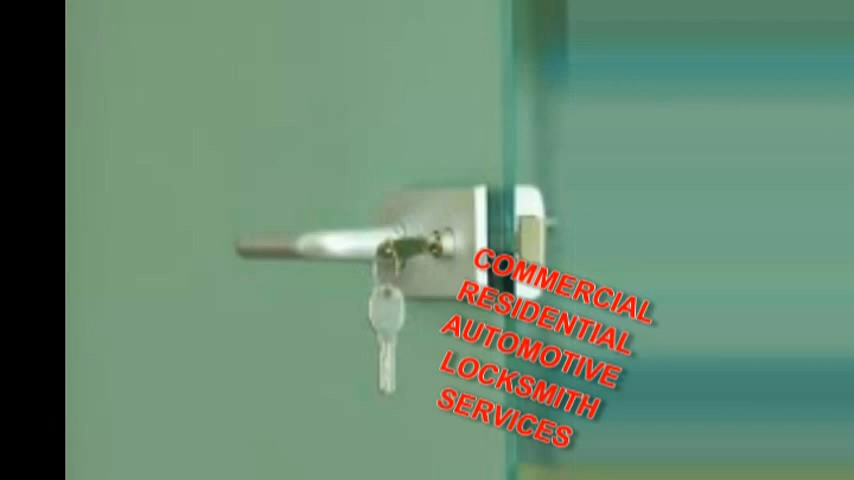 COMMERCIAL
RESIDENTIAL
AUTOMOTIVE
LOCKSMITH
SERVICES